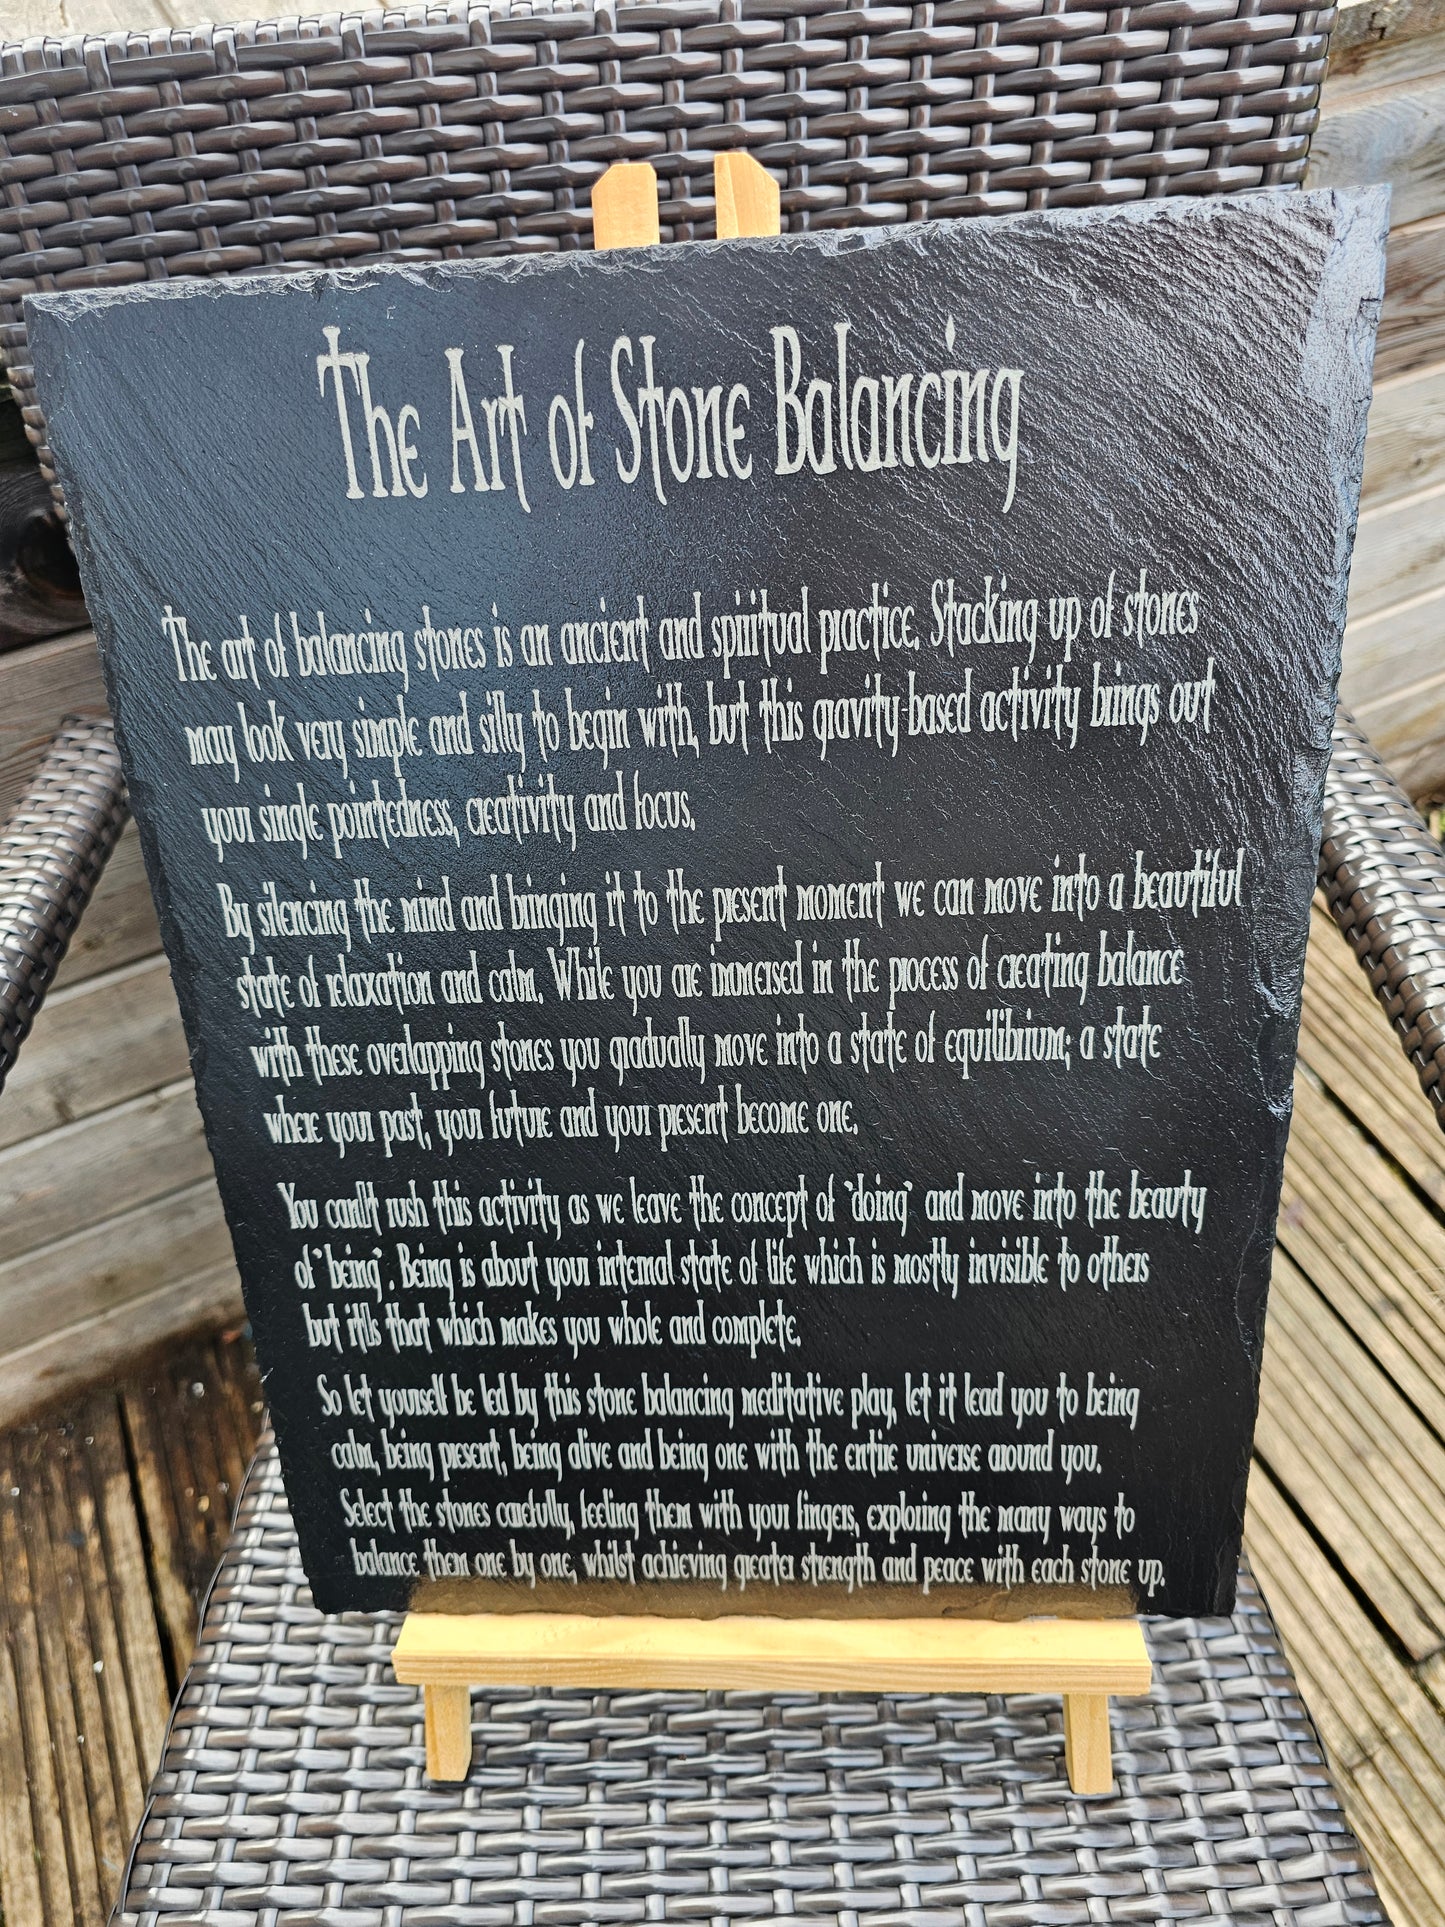 The Art of Stone Balancing
The art of balancing stones is an ancient and spiritual practice. Stacking up of stones
may look very simple and silly to begin with, but this gravity-based activity brings out
your single pointedness, creativity and focus.
By silencing the mind and bringing it to the present moment we can move into a beautiful
state of relaxation and calm. While you are immersed in the process of creating balance
with these overlapping stones you gradually move into a state of equilibrium; a state
where your past, your future and your present become one.
You rush this activity as we leave the concept of "doing" and move into the beauty
of "being". Being is about your internal state of life which is mostly invisible to others
but that which makes you whole and complete.
So let yourself be led by this stone balancing meditative play, let it lead you to being
calm, being present, being alive and being one with the entire universe around you.
Select the stones carefully, feeling them with your fingers, exploring the many ways to
balance them one by one, whilst achieving greater strength and peace with each stone up.